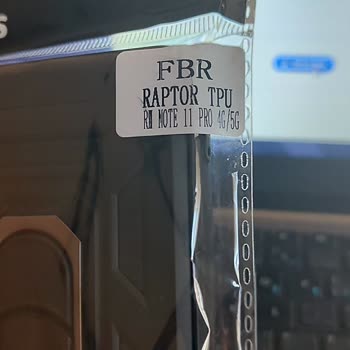 FBR
RAPTOR TPU
RM NOTE 11 PRO 4G/5G